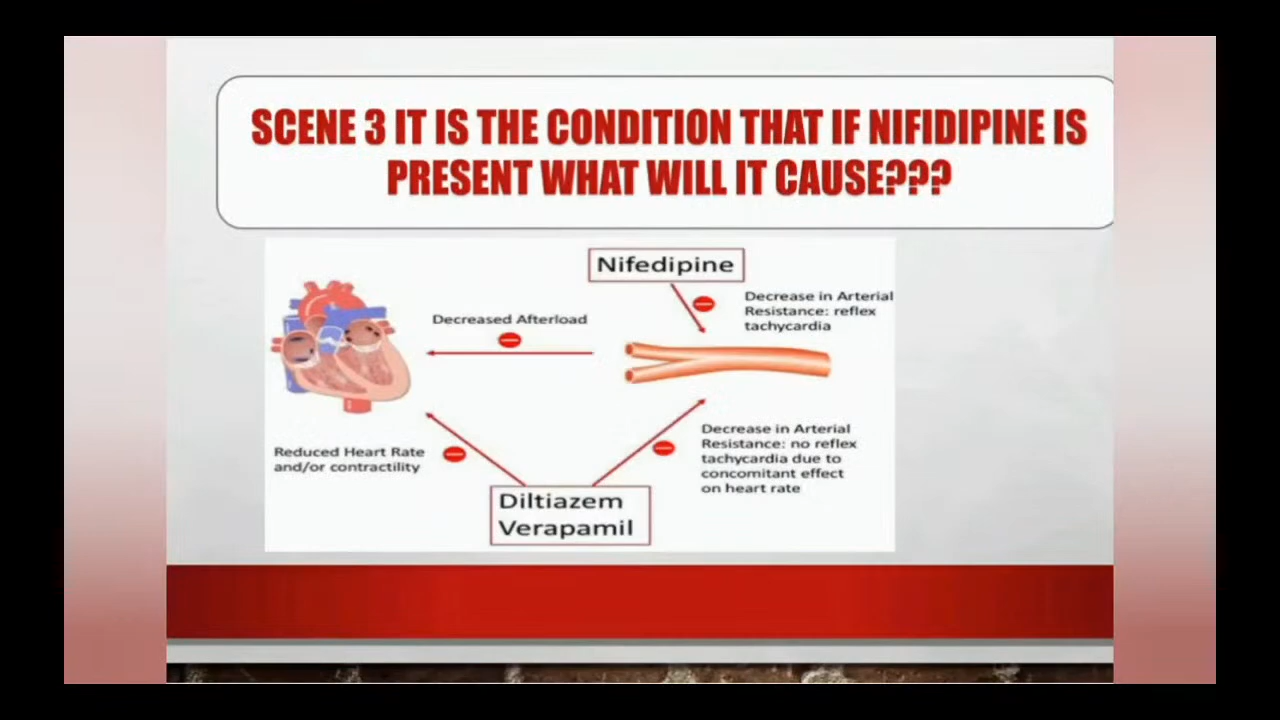 SCENE 3 IT IS THE CONDITION THAT IF NIFIDIPINE IS
PRESENT WHAT WILL IT CAUSE???
Nifedipine
Decrease in Arterial
Resistance: reflex
tachycardia
Decreased Afterload
Reduced Heart Rate
and/or contractility
Decrease in Arterial
Resistance: no reflex
tachycardia due to
concomitant effect
on heart rate
Diltiazem
Verapamil